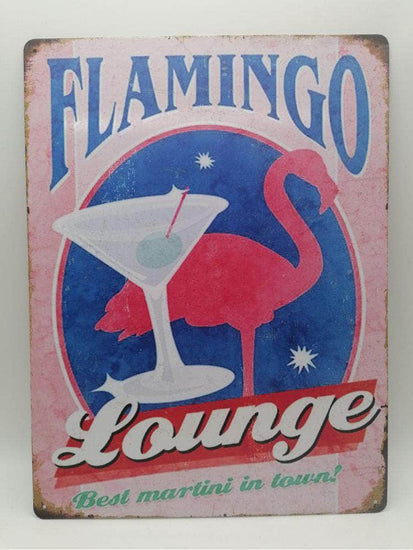 FLAMINGO
Lounge
Best martini in town!